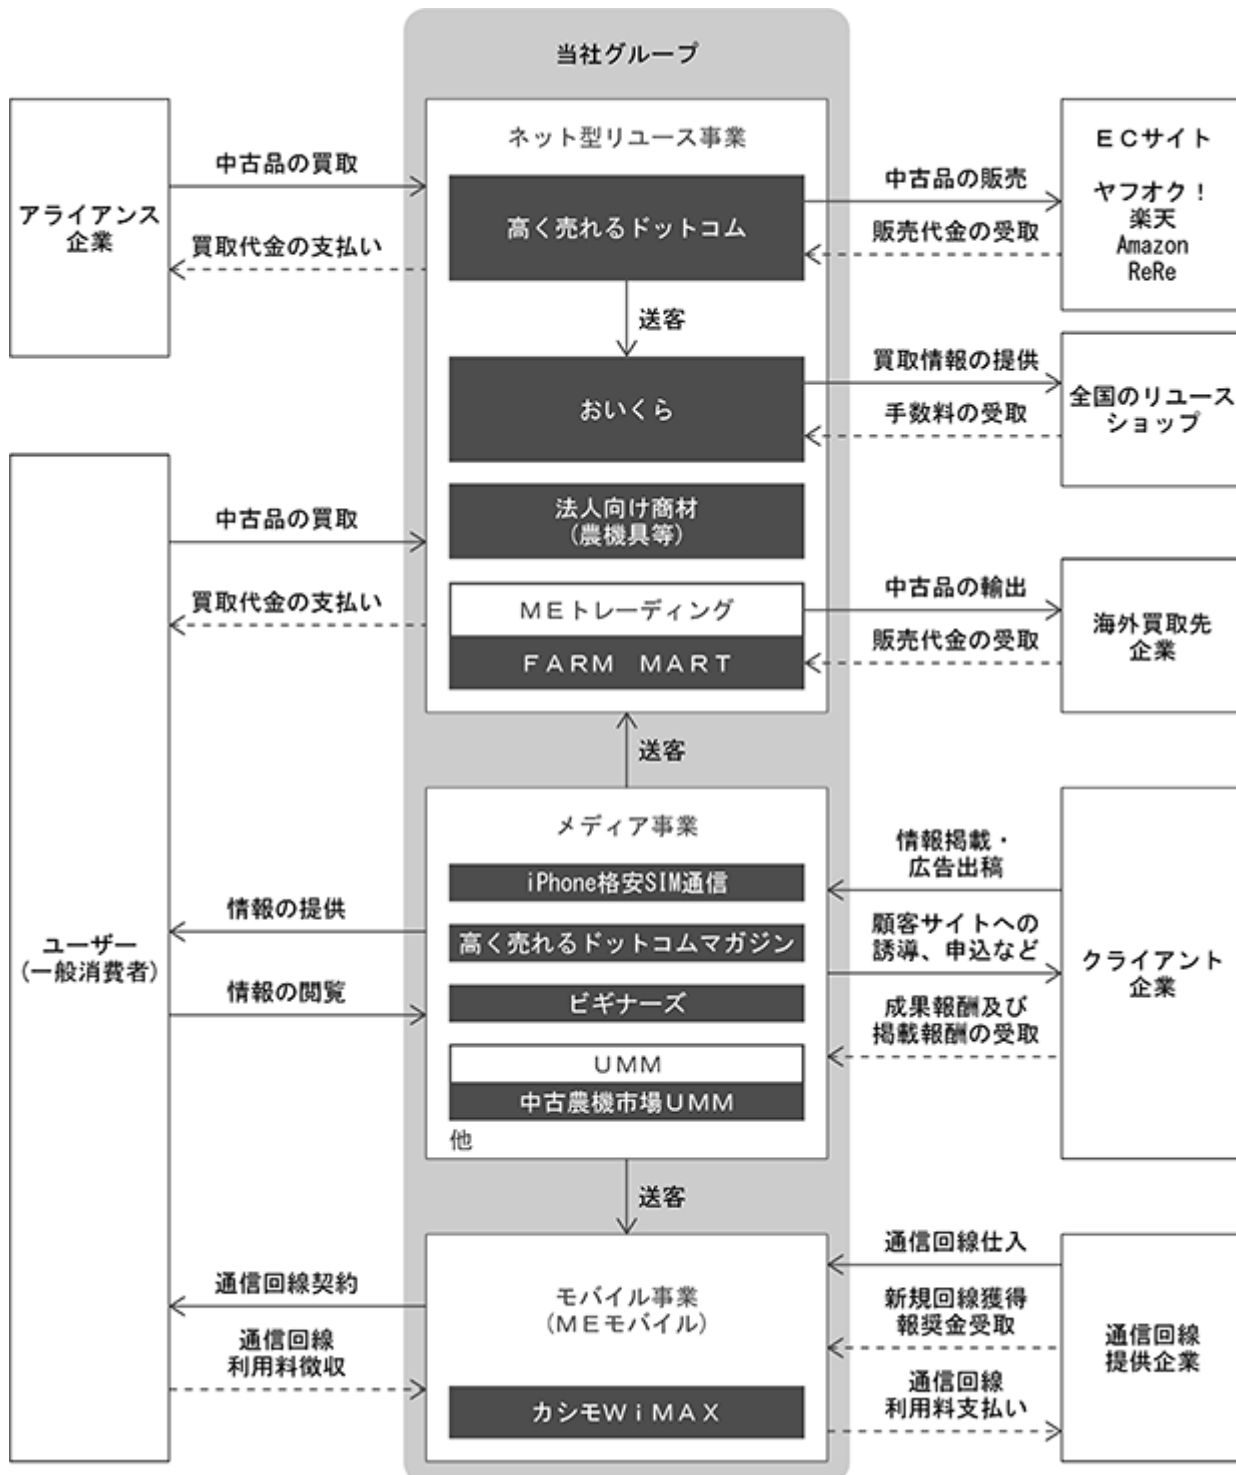 当社グループ
アライアンス
企業
中古品の買取
買取代金の支払い
ネット型リユース事業
高く売れるドットコム
送客
おいくら
法人向け商材
(農機具等)
MEトレーディング
FARM MART
中古品の販売
販売代金の受取
ECサイト
ヤフオク!
楽天
Amazon
ReRe
買取情報の提供
手数料の受取
全国のリユース
ショップ
中古品の輸出
販売代金の受取
海外買取先
企業
ユーザー
(一般消費者)
中古品の買取
買取代金の支払い
送客
情報の提供
情報の閲覧
メディア事業
iPhone格安SIM通信
高く売れるドットコムマガジン
ビギナーズ
UMM
中古農機市場UMM
他
情報掲載・
広告出稿
顧客サイトへの
誘導、申込など
成果報酬及び
掲載報酬の受取
クライアント
企業
送客
通信回線契約
通信回線
利用料徴収
モバイル事業
(MEモバイル)
カシモWiMAX
通信回線仕入
新規回線獲得
報奨金受取
通信回線
利用料支払い
通信回線
提供企業